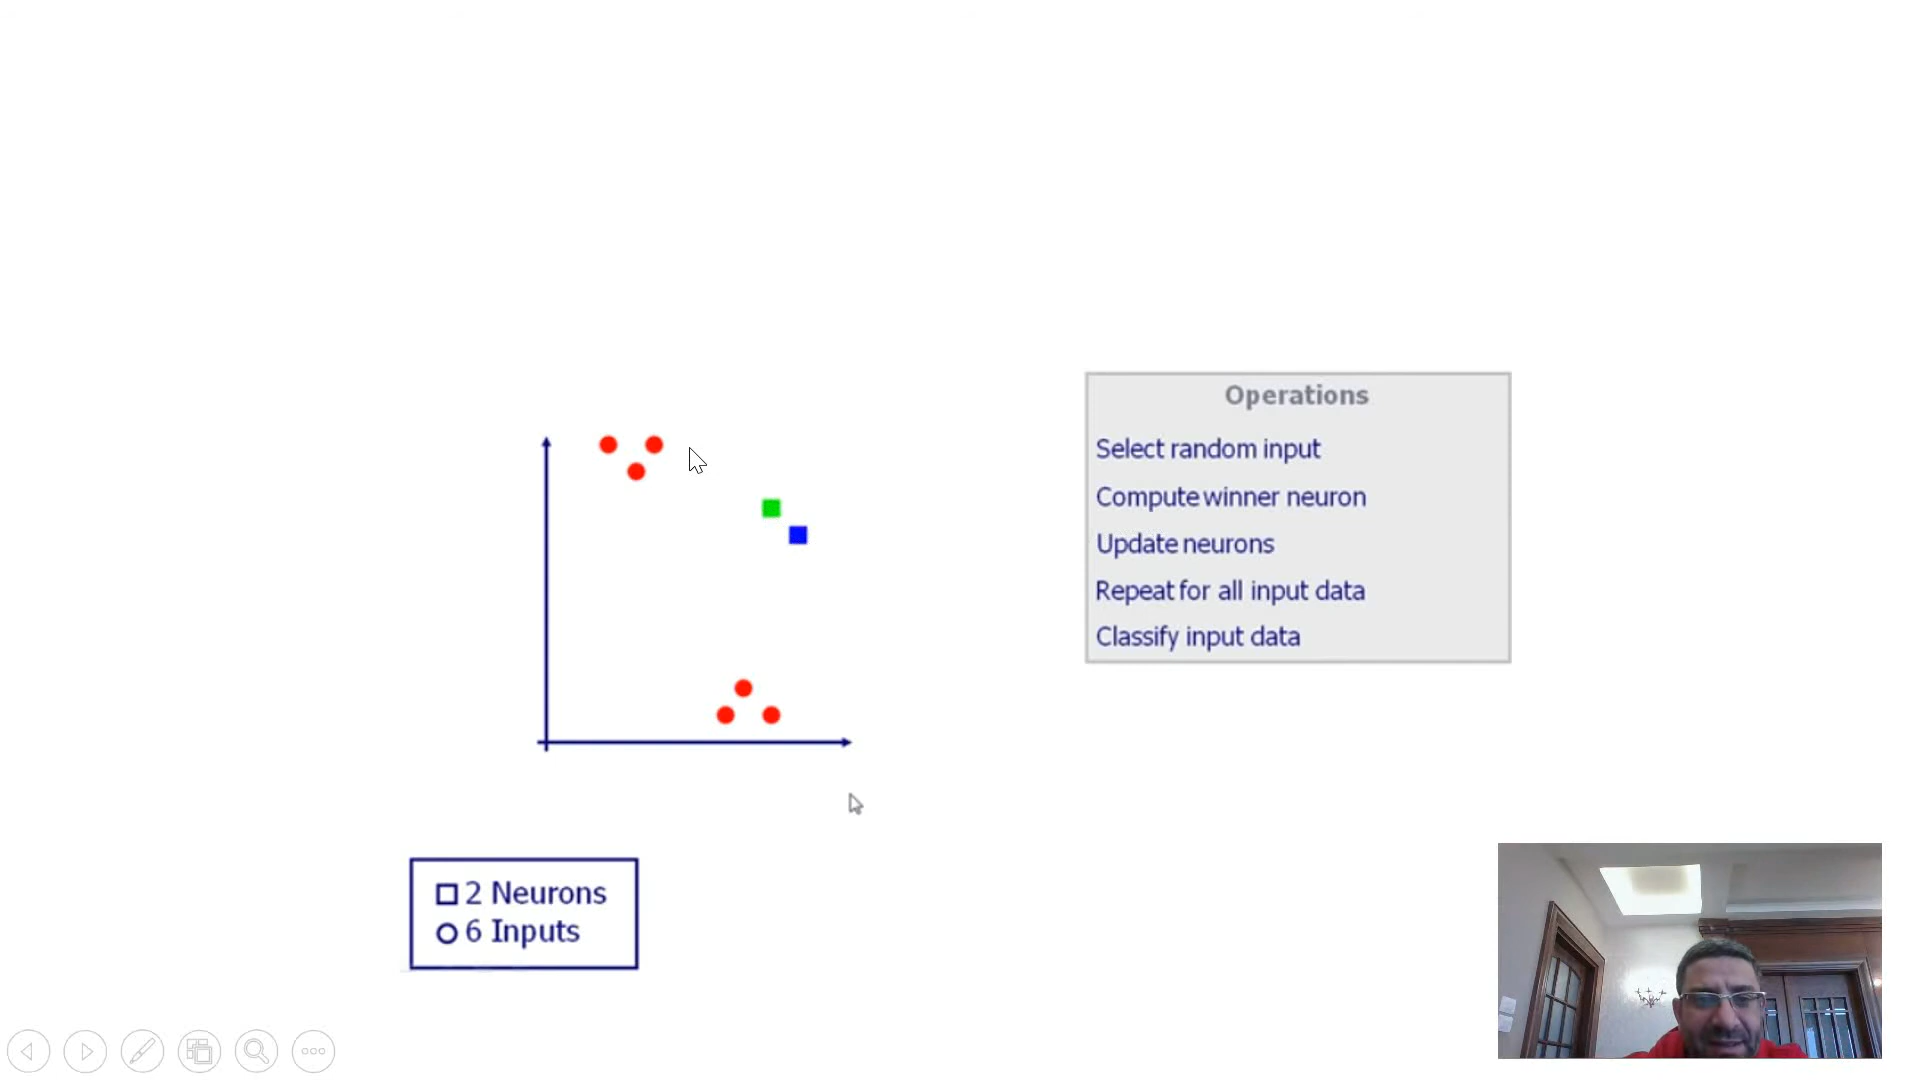 Operations
Select random input
Compute winner neuron
Update neurons
Repeat for all input data
Classify input data
2 Neurons
6 Inputs